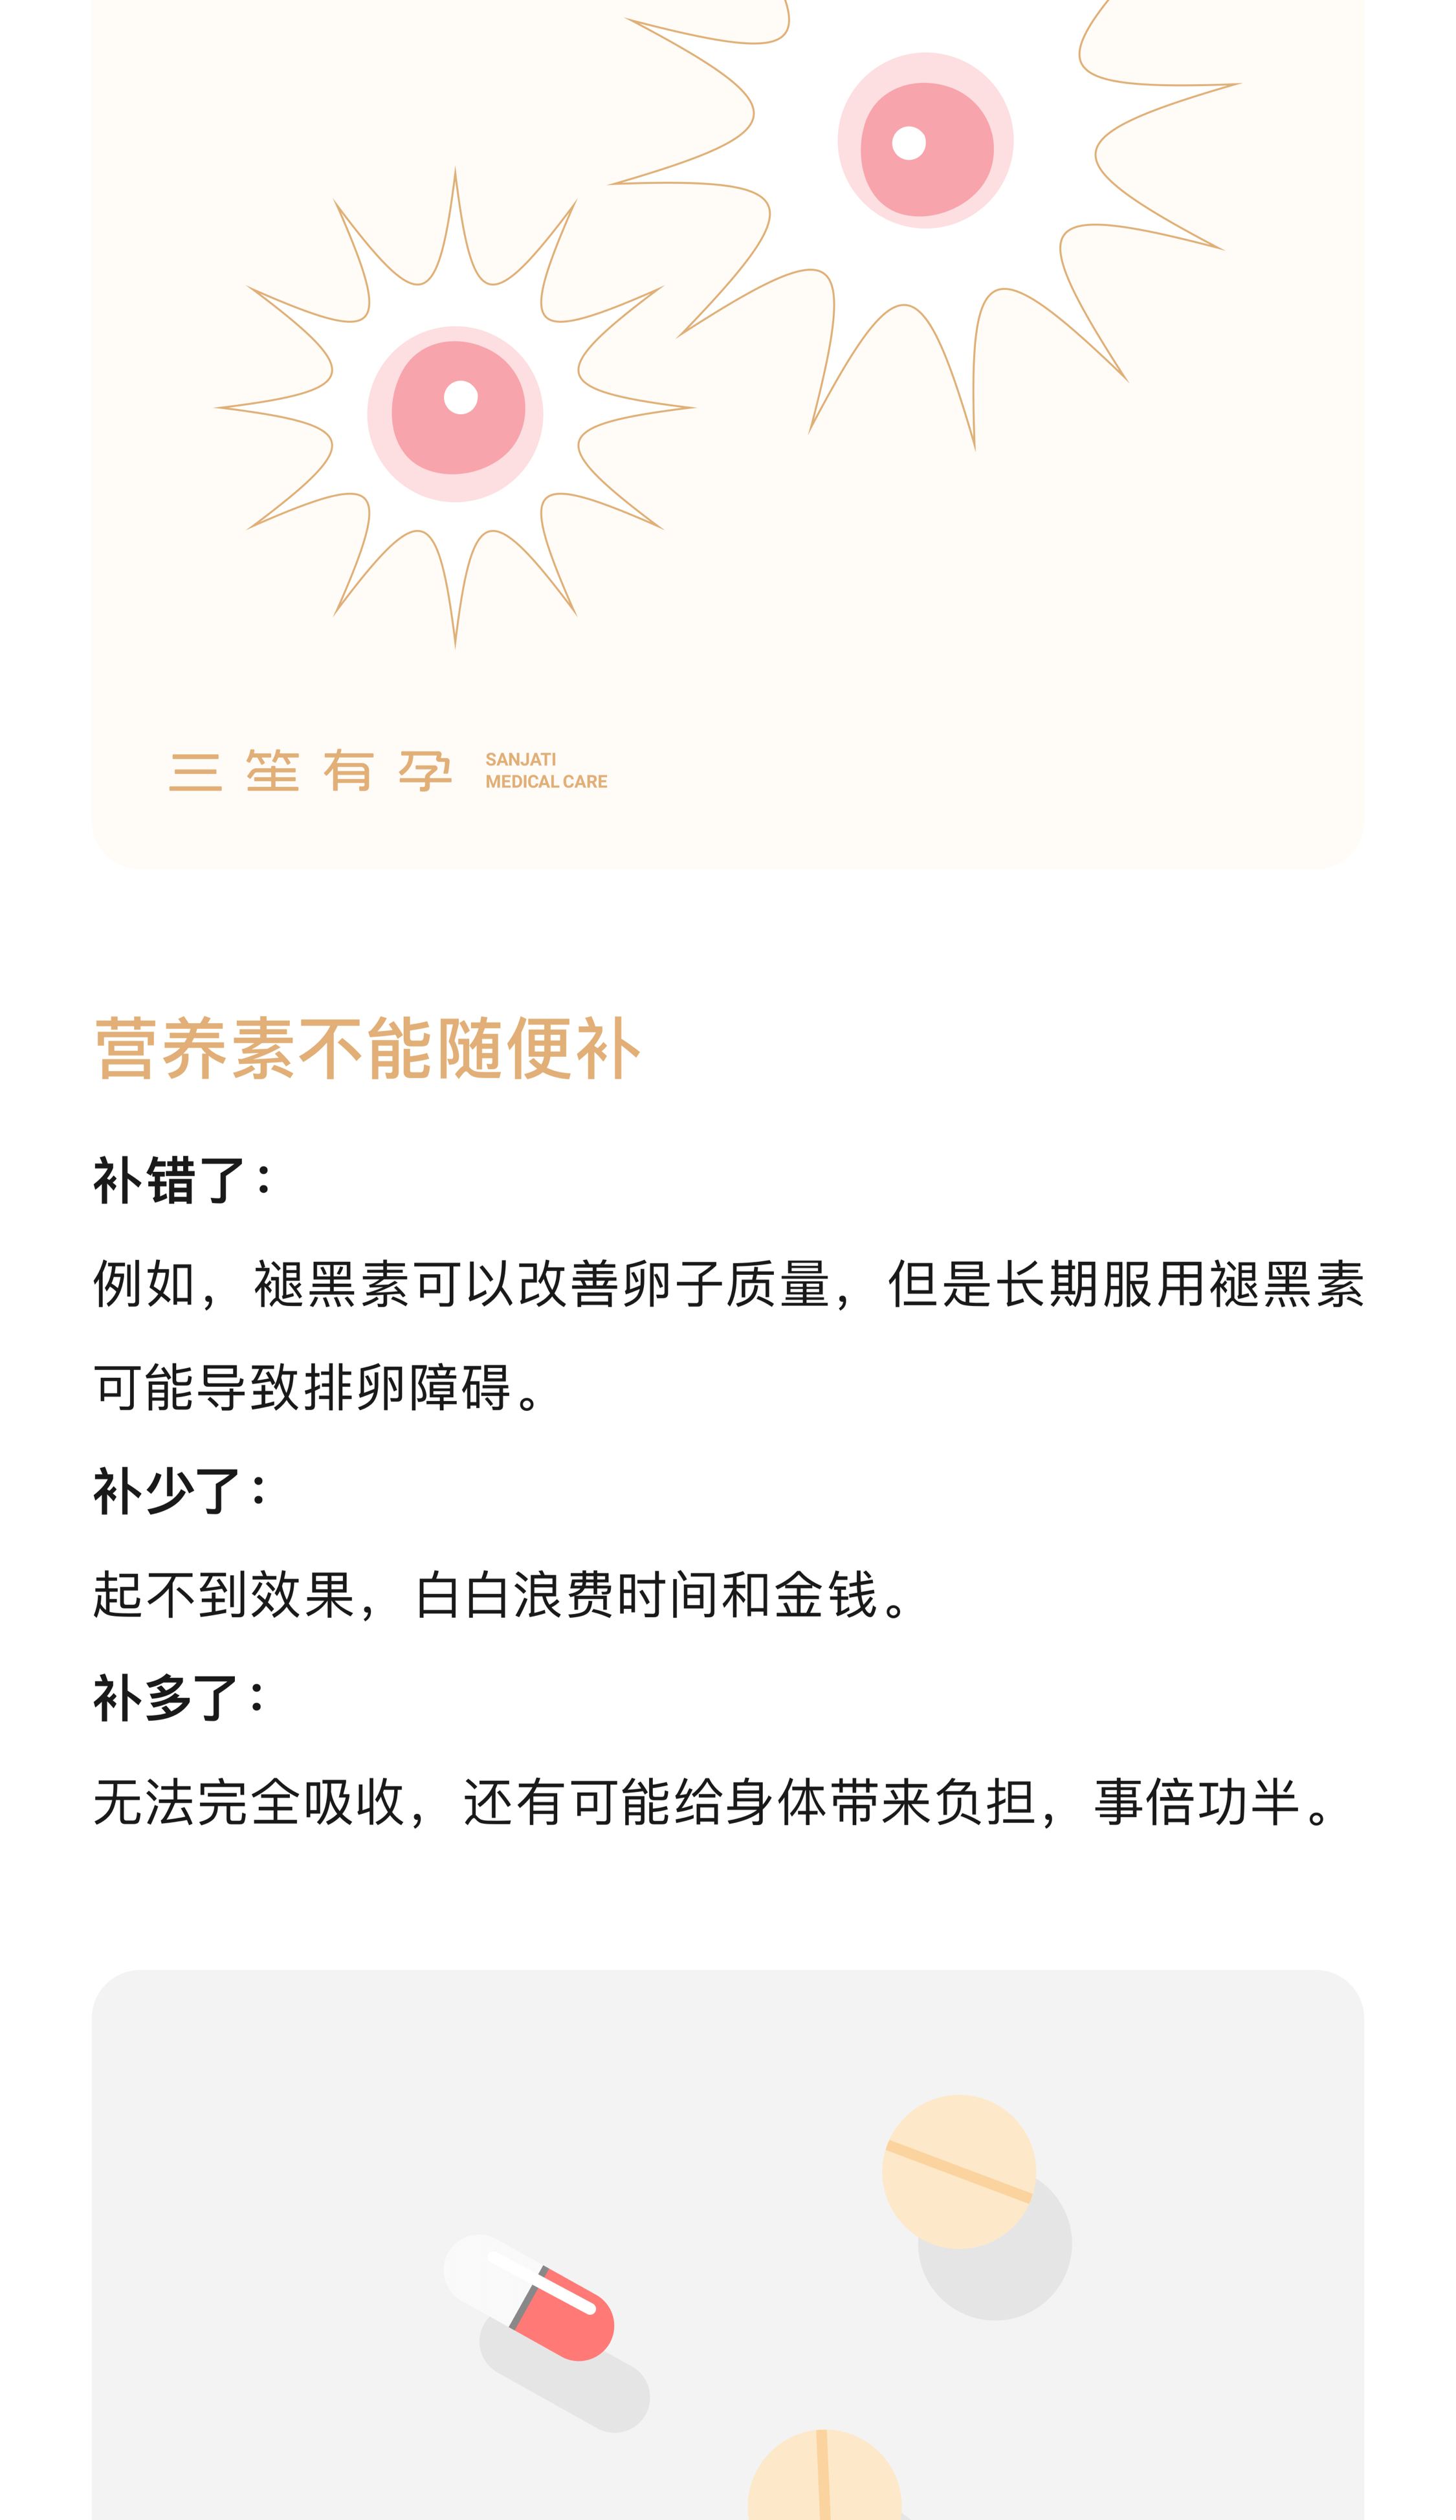 三笠有孕
SANJATI
MEDICAL CARE
营养素不能随便补
补错了：
例如，褪黑素可以改善卵子质量，但是长期服用褪黑素
可能导致排卵障碍。
补少了：
起不到效果，白白浪费时间和金钱。
补多了：
无法完全吸收，还有可能给身体带来负担，事倍功半。